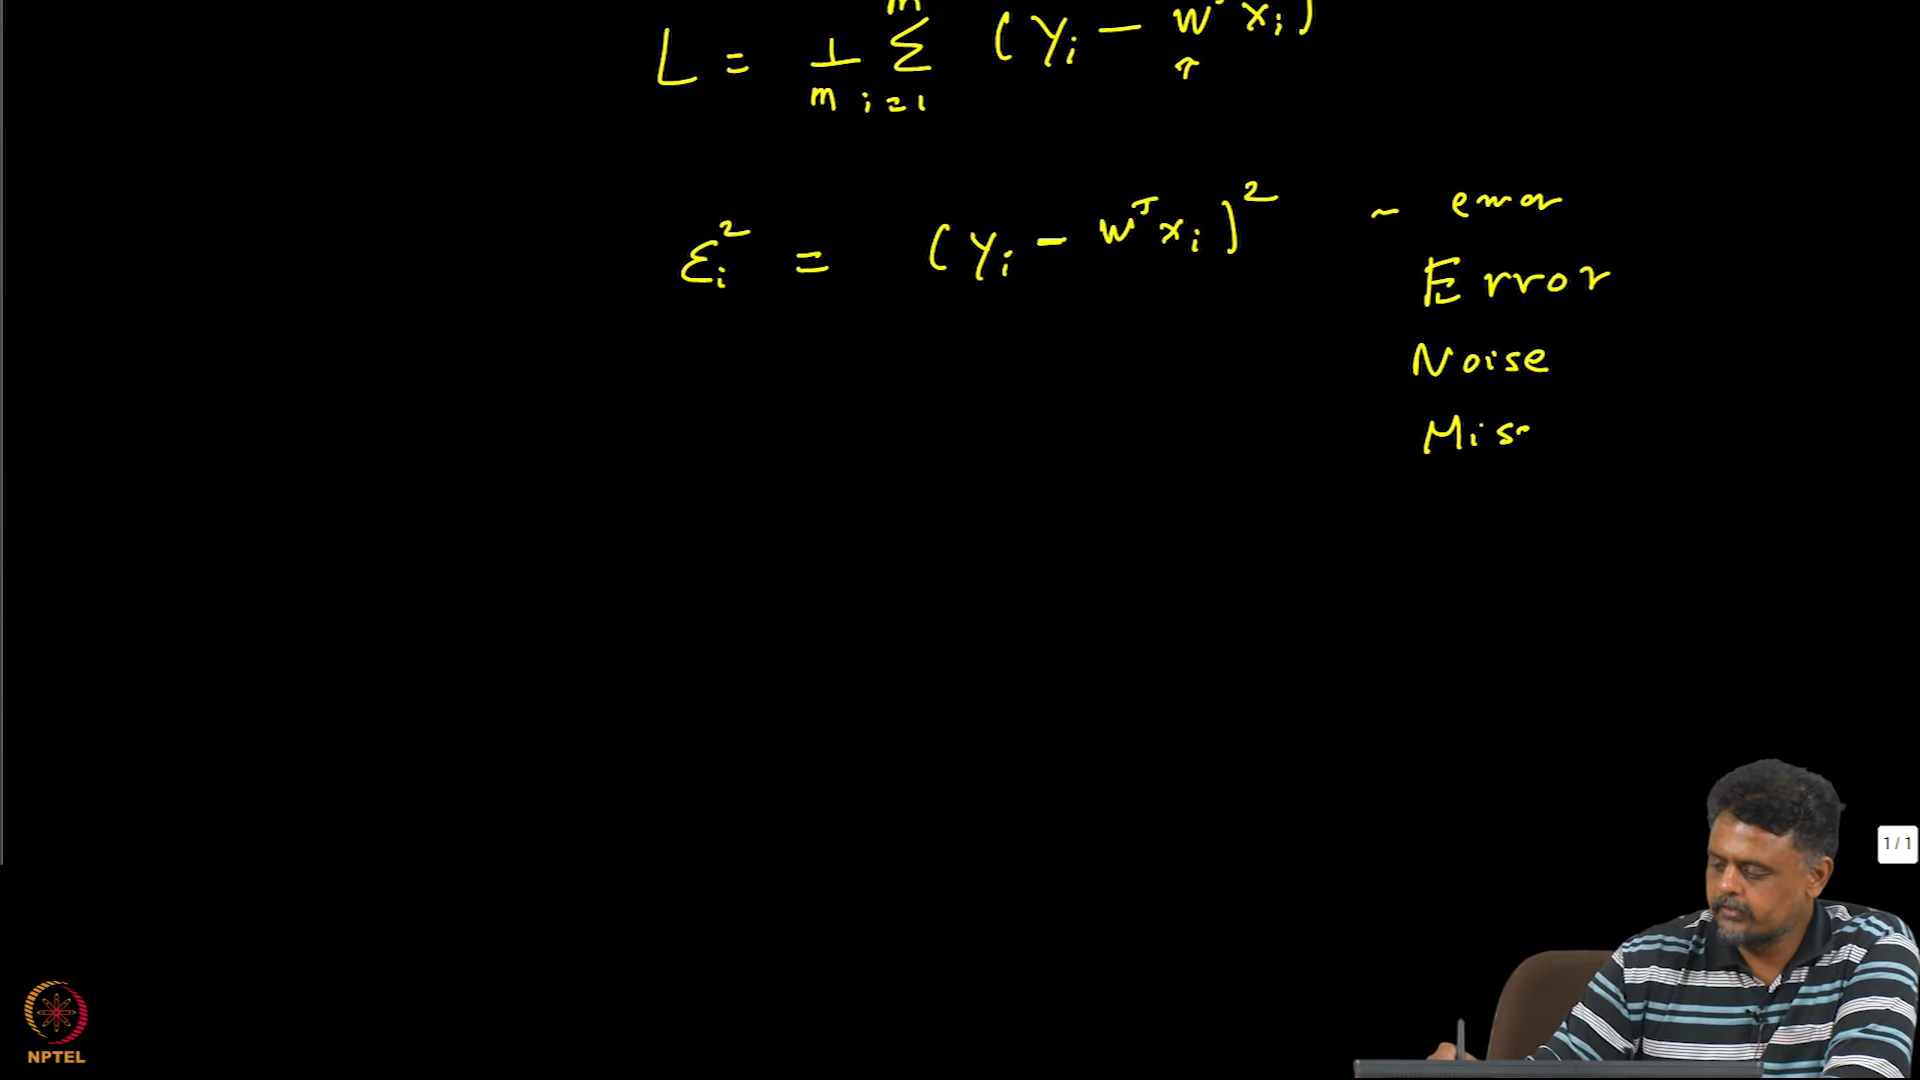 L = 1/m Σ_{i=1}^{m} (y_i - w^T x_i)
↑
ε_i^2 = (y_i - w^T x_i)^2 ~ error
Error
Noise
Mis
1 / 1
NPTEL